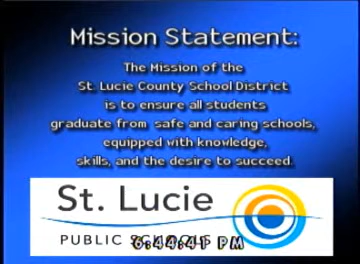 Mission Statement:
The Mission of the
St. Lucie County School District
is to ensure all students
graduate from safe and caring schools,
equipped with knowledge,
skills, and the desire to succeed.
St. Lucie
PUBLIC SCHOOLS
6:44:41 PM